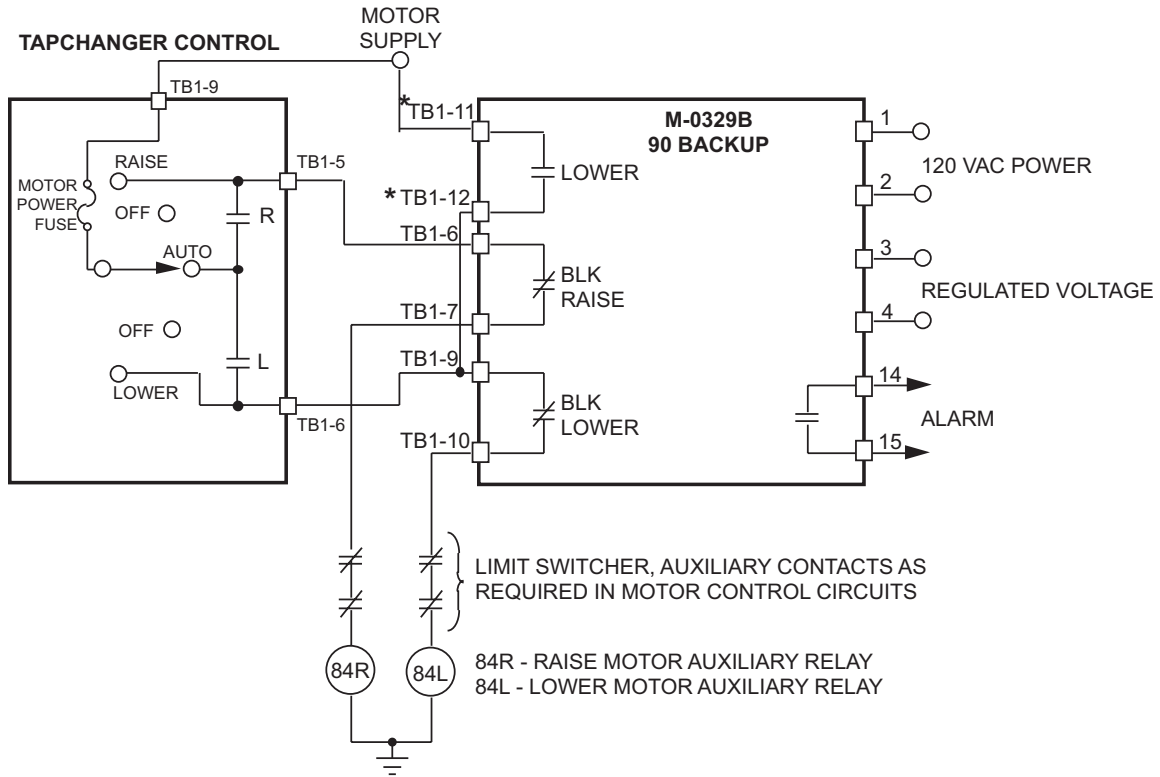 MOTOR
SUPPLY
TAPCHANGER CONTROL
TB1-9
*TB1-11
M-0329B
90 BACKUP
1
120 VAC POWER
2
LOWER
RAISE
TB1-5
MOTOR
POWER
FUSE
OFF
R
* TB1-12
TB1-6
AUTO
BLK
RAISE
3
REGULATED VOLTAGE
4
OFF
TB1-7
L
LOWER
TB1-9
TB1-6
BLK
LOWER
14
ALARM
15
TB1-10
LIMIT SWITCHER, AUXILIARY CONTACTS AS
REQUIRED IN MOTOR CONTROL CIRCUITS
84R
84L
84R - RAISE MOTOR AUXILIARY RELAY
84L - LOWER MOTOR AUXILIARY RELAY